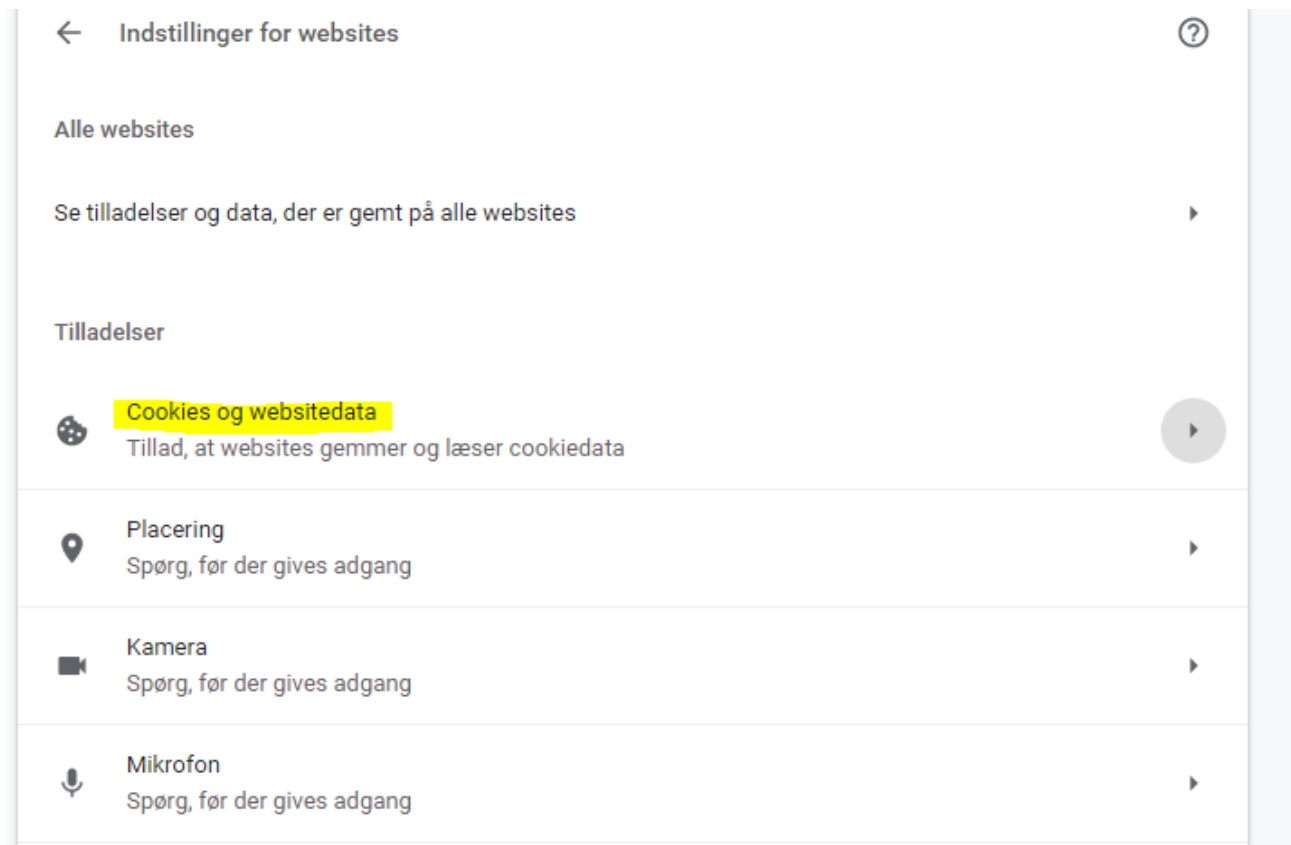 Indstillinger for websites
Alle websites
Se tilladelser og data, der er gemt på alle websites
Tilladelser
Cookies og websitedata
Tillad, at websites gemmer og læser cookiedata
Placering
Spørg, før der gives adgang
Kamera
Spørg, før der gives adgang
Mikrofon
Spørg, før der gives adgang